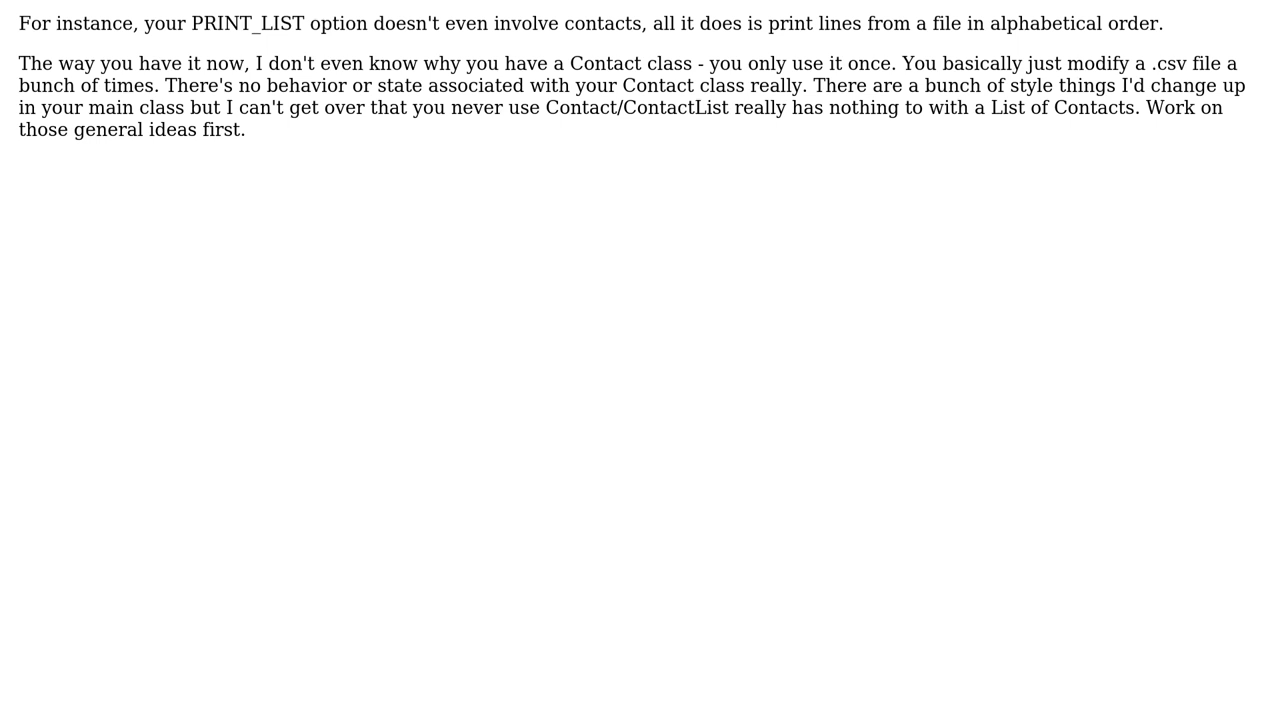 For instance, your PRINT_LIST option doesn't even involve contacts, all it does is print lines from a file in alphabetical order.
The way you have it now, I don't even know why you have a Contact class - you only use it once. You basically just modify a .csv file a
bunch of times. There's no behavior or state associated with your Contact class really. There are a bunch of style things I'd change up
in your main class but I can't get over that you never use Contact/ContactList really has nothing to with a List of Contacts. Work on
those general ideas first.